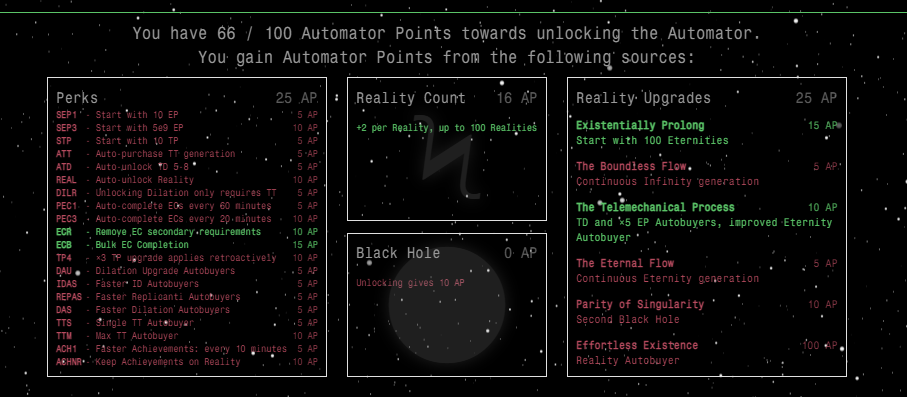 You have 66 / 100 Automator Points towards unlocking the Automator.
You gain Automator Points from the following sources:
Perks 25 AP
SEP1 - Start with 10 EP 5 AP
SEP3 - Start with 5e9 EP 10 AP
STP - Start with 10 TP 5 AP
ATT - Auto-purchase TT generation 5 AP
ATD - Auto-unlock TD 5-8 5 AP
REAL - Auto-unlock Reality 10 AP
DILR - Unlocking Dilation only requires TT 5 AP
PEC1 - Auto-complete ECs every 60 minutes 5 AP
PEC3 - Auto-complete ECs every 20 minutes 10 AP
ECR - Remove EC secondary requirements 10 AP
ECB - Bulk EC Completion 15 AP
TP4 - ×3 TP upgrade applies retroactively 10 AP
DAU - Dilation Upgrade Autobuyers 5 AP
IDAS - Faster ID Autobuyers 5 AP
REPAS - Faster Replicanti Autobuyers 5 AP
DAS - Faster Dilation Autobuyers 5 AP
TTS - Single TT Autobuyer 5 AP
TTM - Max TT Autobuyer 10 AP
ACH1 - Faster Achievements: every 10 minutes 5 AP
ACHNR - Keep Achievements on Reality 10 AP
Reality Count 16 AP
+2 per Reality, up to 100 Realities
Black Hole 0 AP
Unlocking gives 10 AP
Reality Upgrades 25 AP
Existentially Prolong 15 AP
Start with 100 Eternities
The Boundless Flow 5 AP
Continuous Infinity generation
The Telemechanical Process 10 AP
TD and ×5 EP Autobuyers, improved Eternity
Autobuyer
The Eternal Flow 5 AP
Continuous Eternity generation
Parity of Singularity 10 AP
Second Black Hole
Effortless Existence 100 AP
Reality Autobuyer